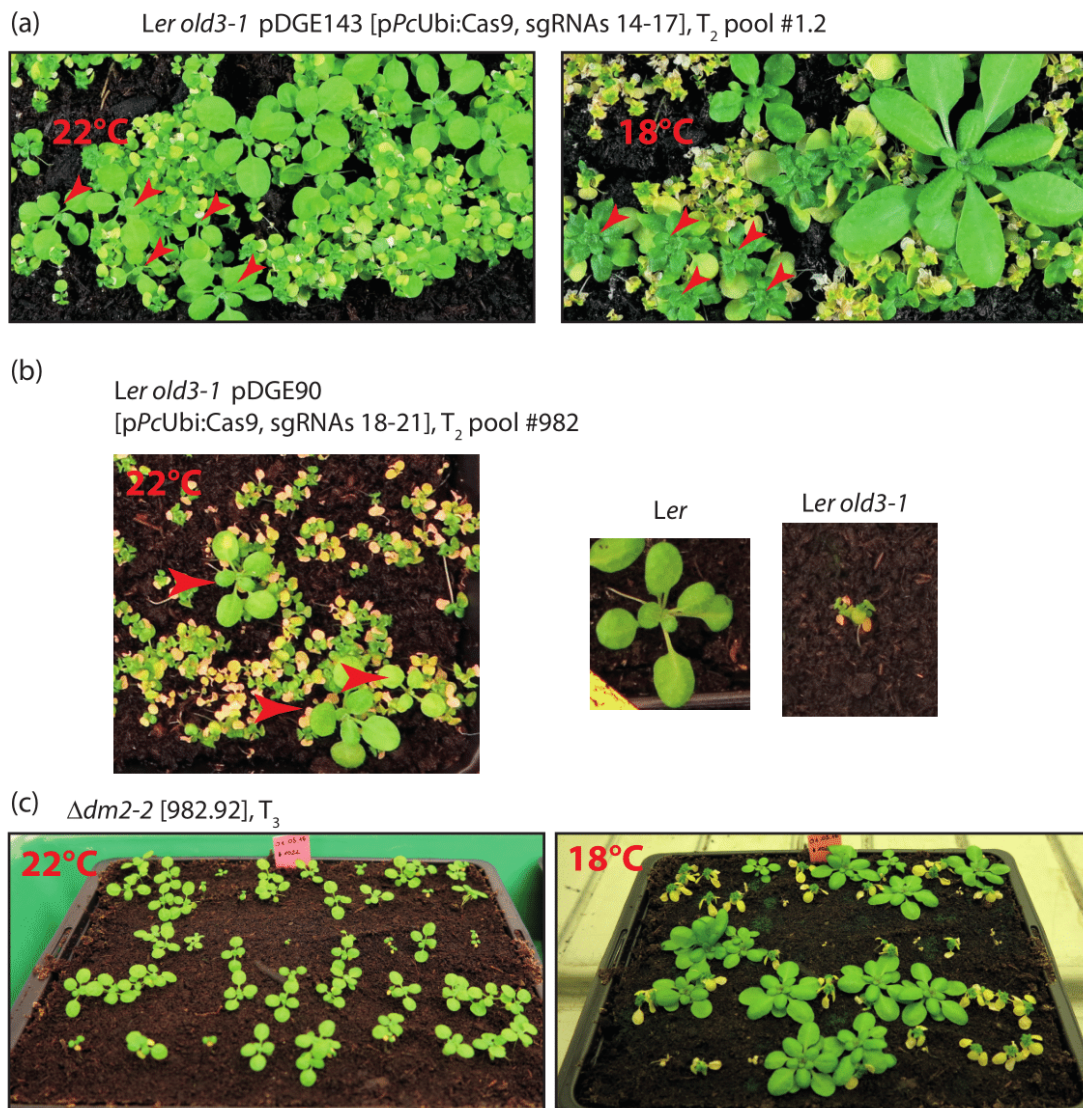 (a)
Ler old3-1 pDGE143 [pPcUbi:Cas9, sgRNAs 14-17], T2 pool #1.2
22°C
18°C
(b)
Ler old3-1 pDGE90
[pPcUbi:Cas9, sgRNAs 18-21], T2 pool #982
22°C
Ler
Ler old3-1
(c)
Δdm2-2 [982.92], T3
22°C
18°C